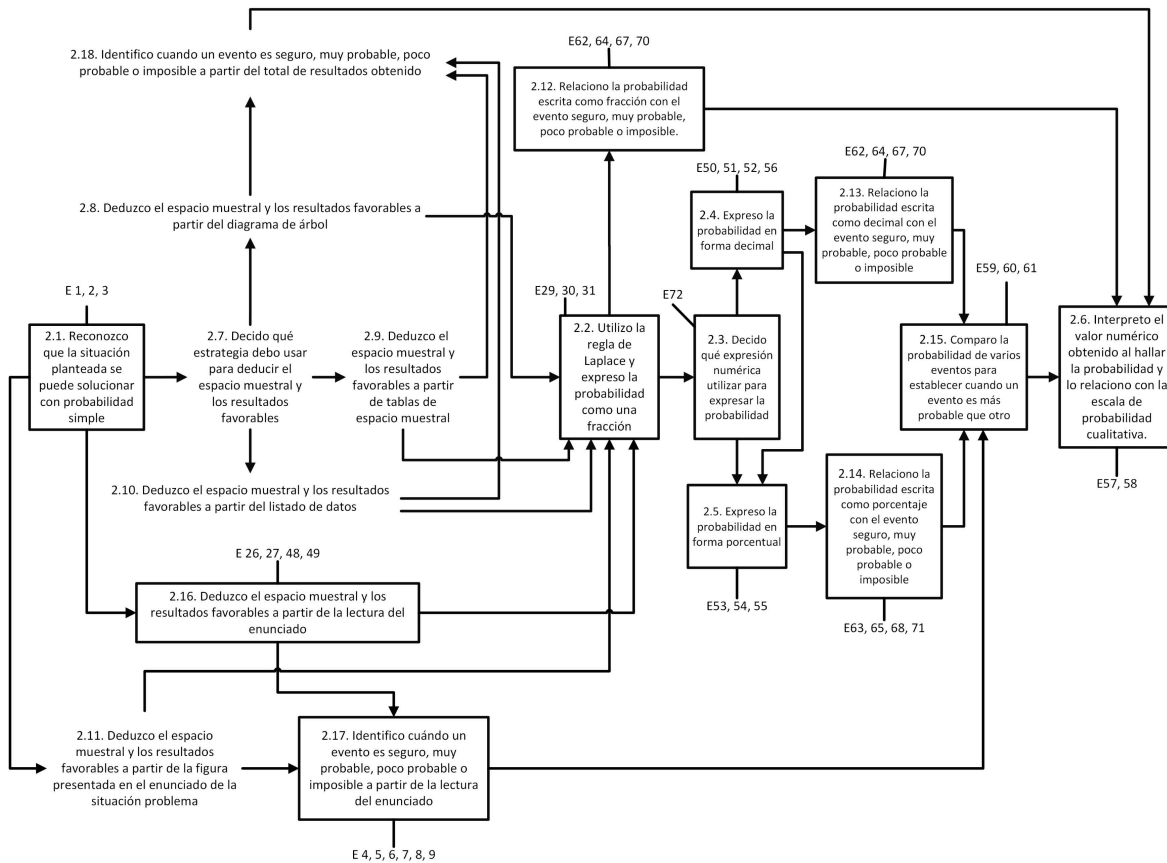 2.18. Identifico cuando un evento es seguro, muy probable, poco
probable o imposible a partir del total de resultados obtenido
E62, 64, 67, 70
2.12. Relaciono la probabilidad
escrita como fracción con el
evento seguro, muy probable,
poco probable o imposible.
2.8. Deduzco el espacio muestral y los resultados favorables a
partir del diagrama de árbol
E50, 51, 52, 56
2.4. Expreso la
probabilidad en
forma decimal
E62, 64, 67, 70
2.13. Relaciono la
probabilidad escrita
como decimal con el
evento seguro, muy
probable, poco probable
o imposible
E 1, 2, 3
2.1. Reconozco
que la situación
planteada se
puede solucionar
con probabilidad
simple
2.7. Decido qué
estrategia debo usar
para deducir el
espacio muestral y
los resultados
favorables
2.9. Deduzco el
espacio muestral y
los resultados
favorables a partir
de tablas de
espacio muestral
E29, 30, 31
2.2. Utilizo la
regla de
Laplace y
expreso la
probabilidad
como una
fracción
E72
2.3. Decido
qué expresión
numérica
utilizar para
expresar la
probabilidad
E59, 60, 61
2.15. Comparo la
probabilidad de varios
eventos para
establecer cuando un
evento es más
probable que otro
2.6. Interpreto el
valor numérico
obtenido al hallar
la probabilidad y
lo relaciono con la
escala de
probabilidad
cualitativa.
E57, 58
2.10. Deduzco el espacio muestral y los resultados
favorables a partir del listado de datos
2.5. Expreso la
probabilidad en
forma porcentual
E53, 54, 55
2.14. Relaciono la
probabilidad escrita
como porcentaje
con el evento
seguro, muy
probable, poco
probable o
imposible
E63, 65, 68, 71
E 26, 27, 48, 49
2.16. Deduzco el espacio muestral y los
resultados favorables a partir de la lectura del
enunciado
2.11. Deduzco el espacio
muestral y los resultados
favorables a partir de la figura
presentada en el enunciado de la
situación problema
2.17. Identifico cuándo un
evento es seguro, muy
probable, poco probable o
imposible a partir de la lectura
del enunciado
E 4, 5, 6, 7, 8, 9